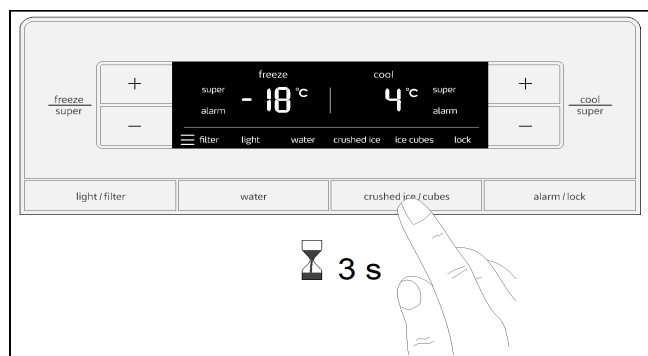 freeze
super
+
−
freeze
cool
super
alarm
- 18 °C
4 °C
super
alarm
filter
light
water
crushed ice
ice cubes
lock
+
−
cool
super
light / filter
water
crushed ice / cubes
alarm / lock
3 s